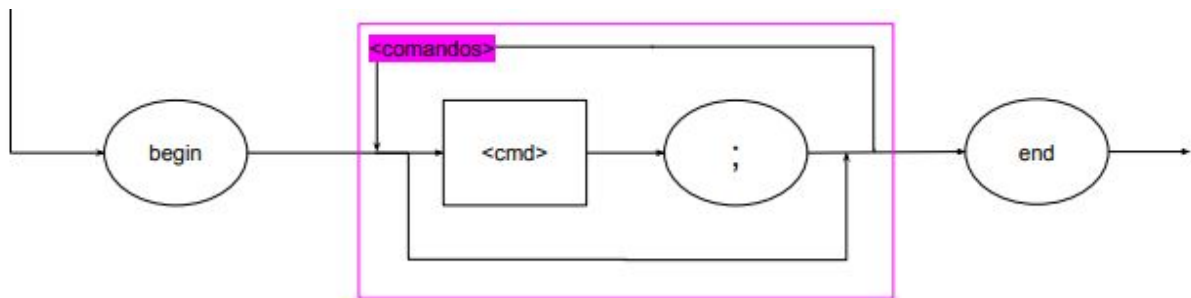 <comandos>
begin
<cmd>
;
end